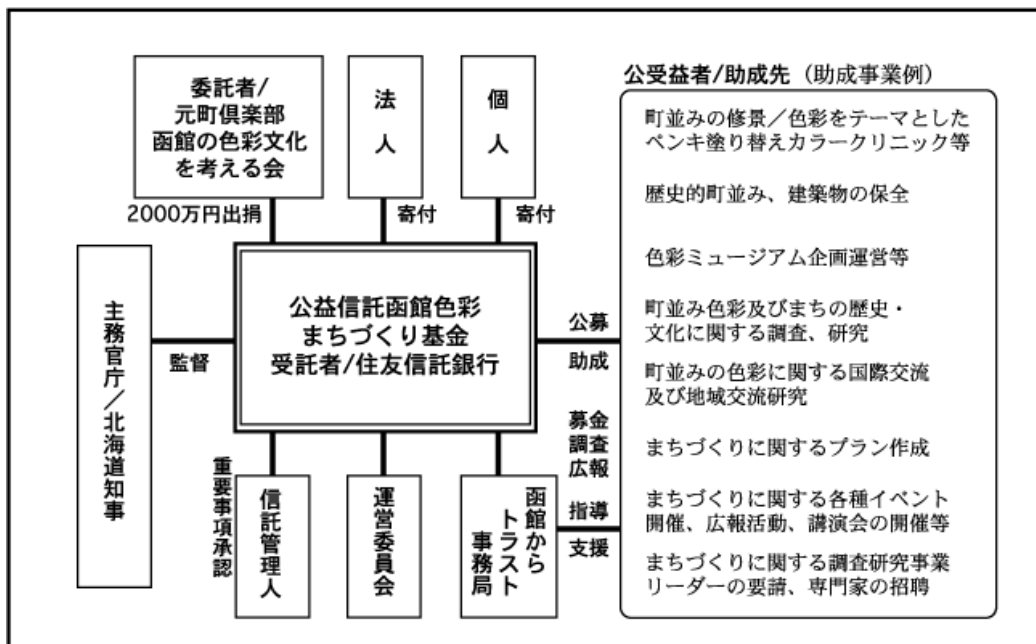 委託者/
元町倶楽部
函館の色彩文化
を考える会
法人
個人
2000万円出捐
寄付
寄付
主務官庁／北海道知事
監督
公益信託函館色彩
まちづくり基金
受託者/住友信託銀行
公募
助成
重要事項承認
信託管理人
運営委員会
函館から
トラスト
事務局
募金
調査
広報
指導
支援
公受益者/助成先（助成事業例）
町並みの修景／色彩をテーマとした
ペンキ塗り替えカラークリニック等
歴史的町並み、建築物の保全
色彩ミュージアム企画運営等
町並み色彩及びまちの歴史・
文化に関する調査、研究
町並みの色彩に関する国際交流
及び地域交流研究
まちづくりに関するプラン作成
まちづくりに関する各種イベント
開催、広報活動、講演会の開催等
まちづくりに関する調査研究事業
リーダーの要請、専門家の招聘